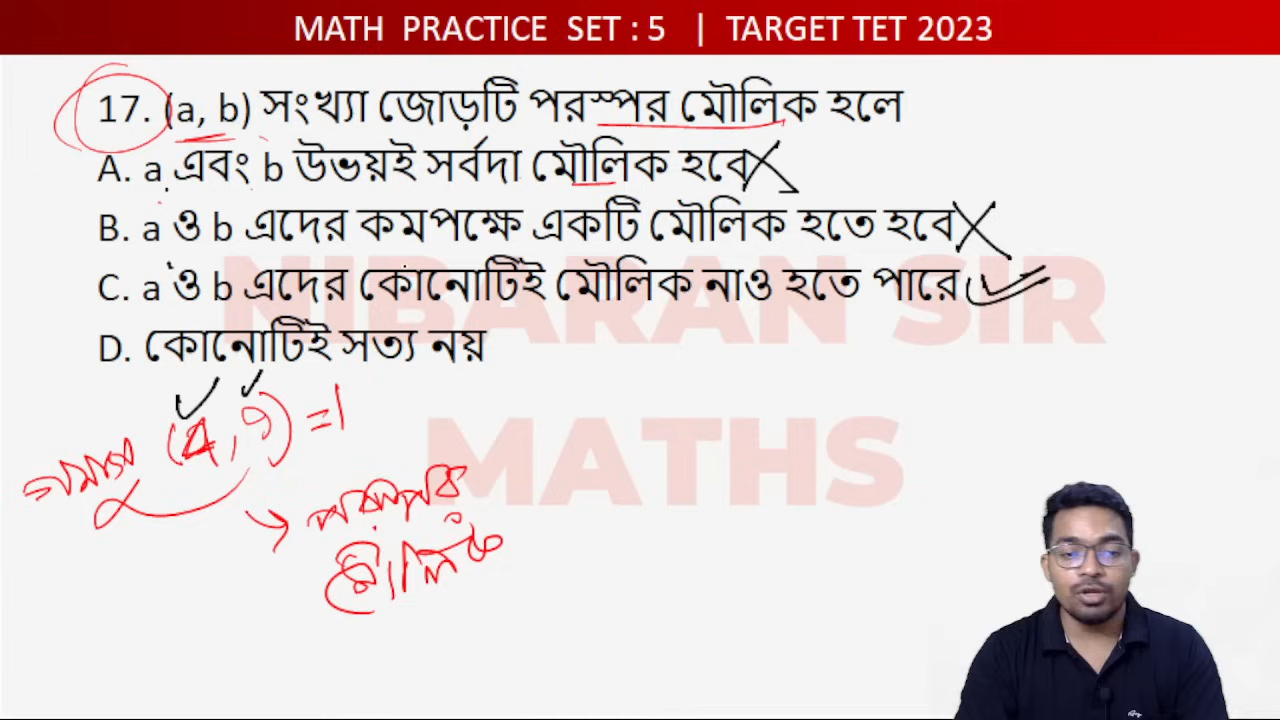 MATH PRACTICE SET : 5 | TARGET TET 2023
17. (a, b) সংখ্যা জোড়টি পরস্পর মৌলিক হলে
A. a এবং b উভয়ই সর্বদা মৌলিক হবে
B. a ও b এদের কমপক্ষে একটি মৌলিক হতে হবে
C. a ও b এদের কোনোটিই মৌলিক নাও হতে পারে
D. কোনোটিই সত্য নয়
NIBARAN SIR
MATHS
গসাগু (4, 9) = 1
→ পরস্পর
মৌলিক